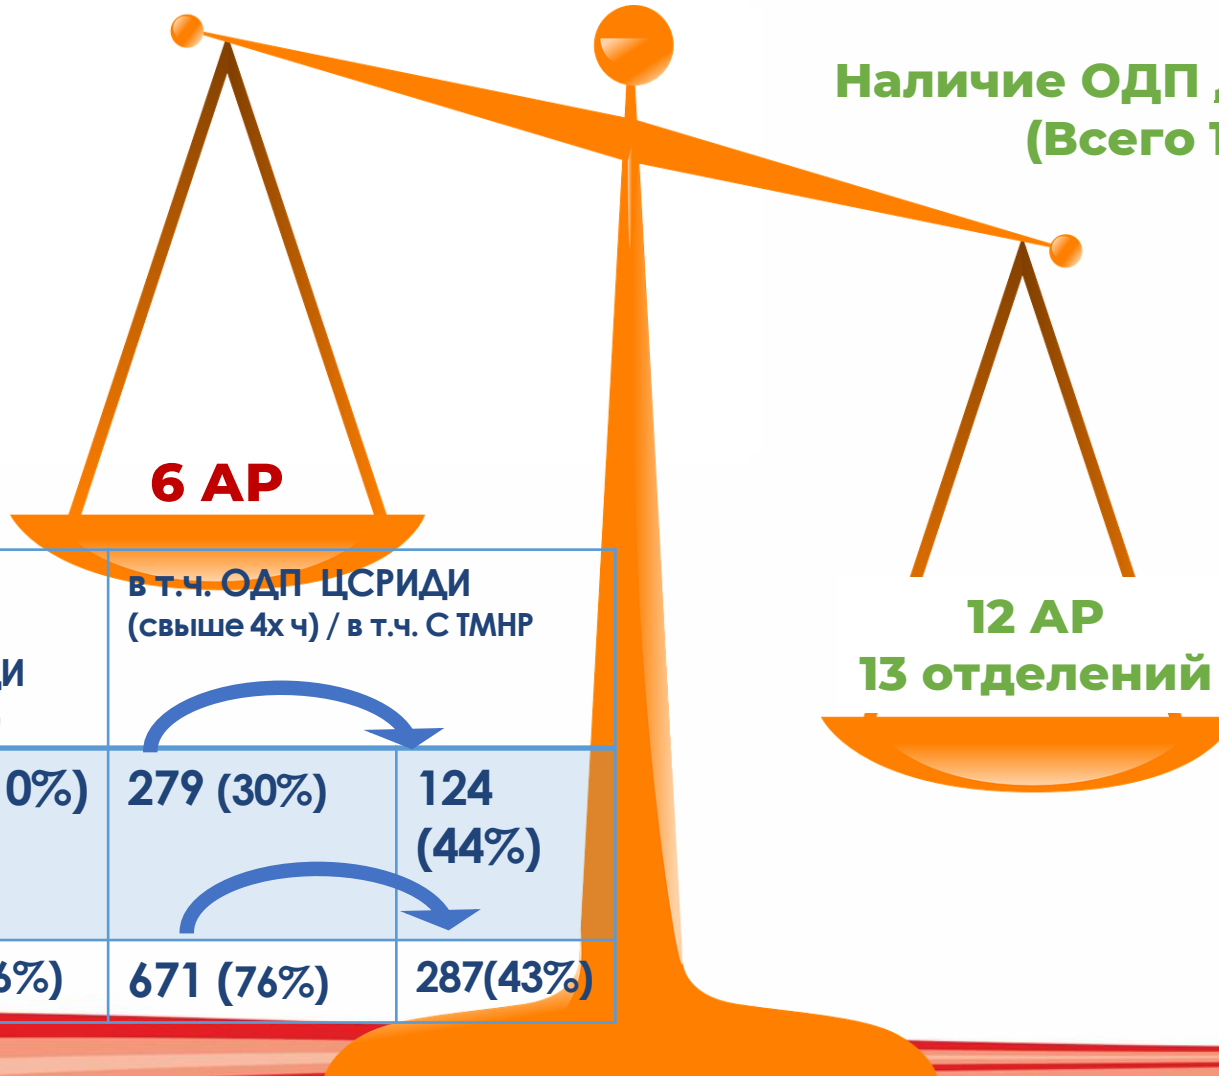 Наличие ОДП
(Всего 1
6 АР
12 АР
13 отделений
в т.ч. ОДП ЦСРИДИ
(свыше 4х ч) / в т.ч. С ТМНР
0%)
279 (30%)
124
(44%)
6%)
671 (76%)
287(43%)